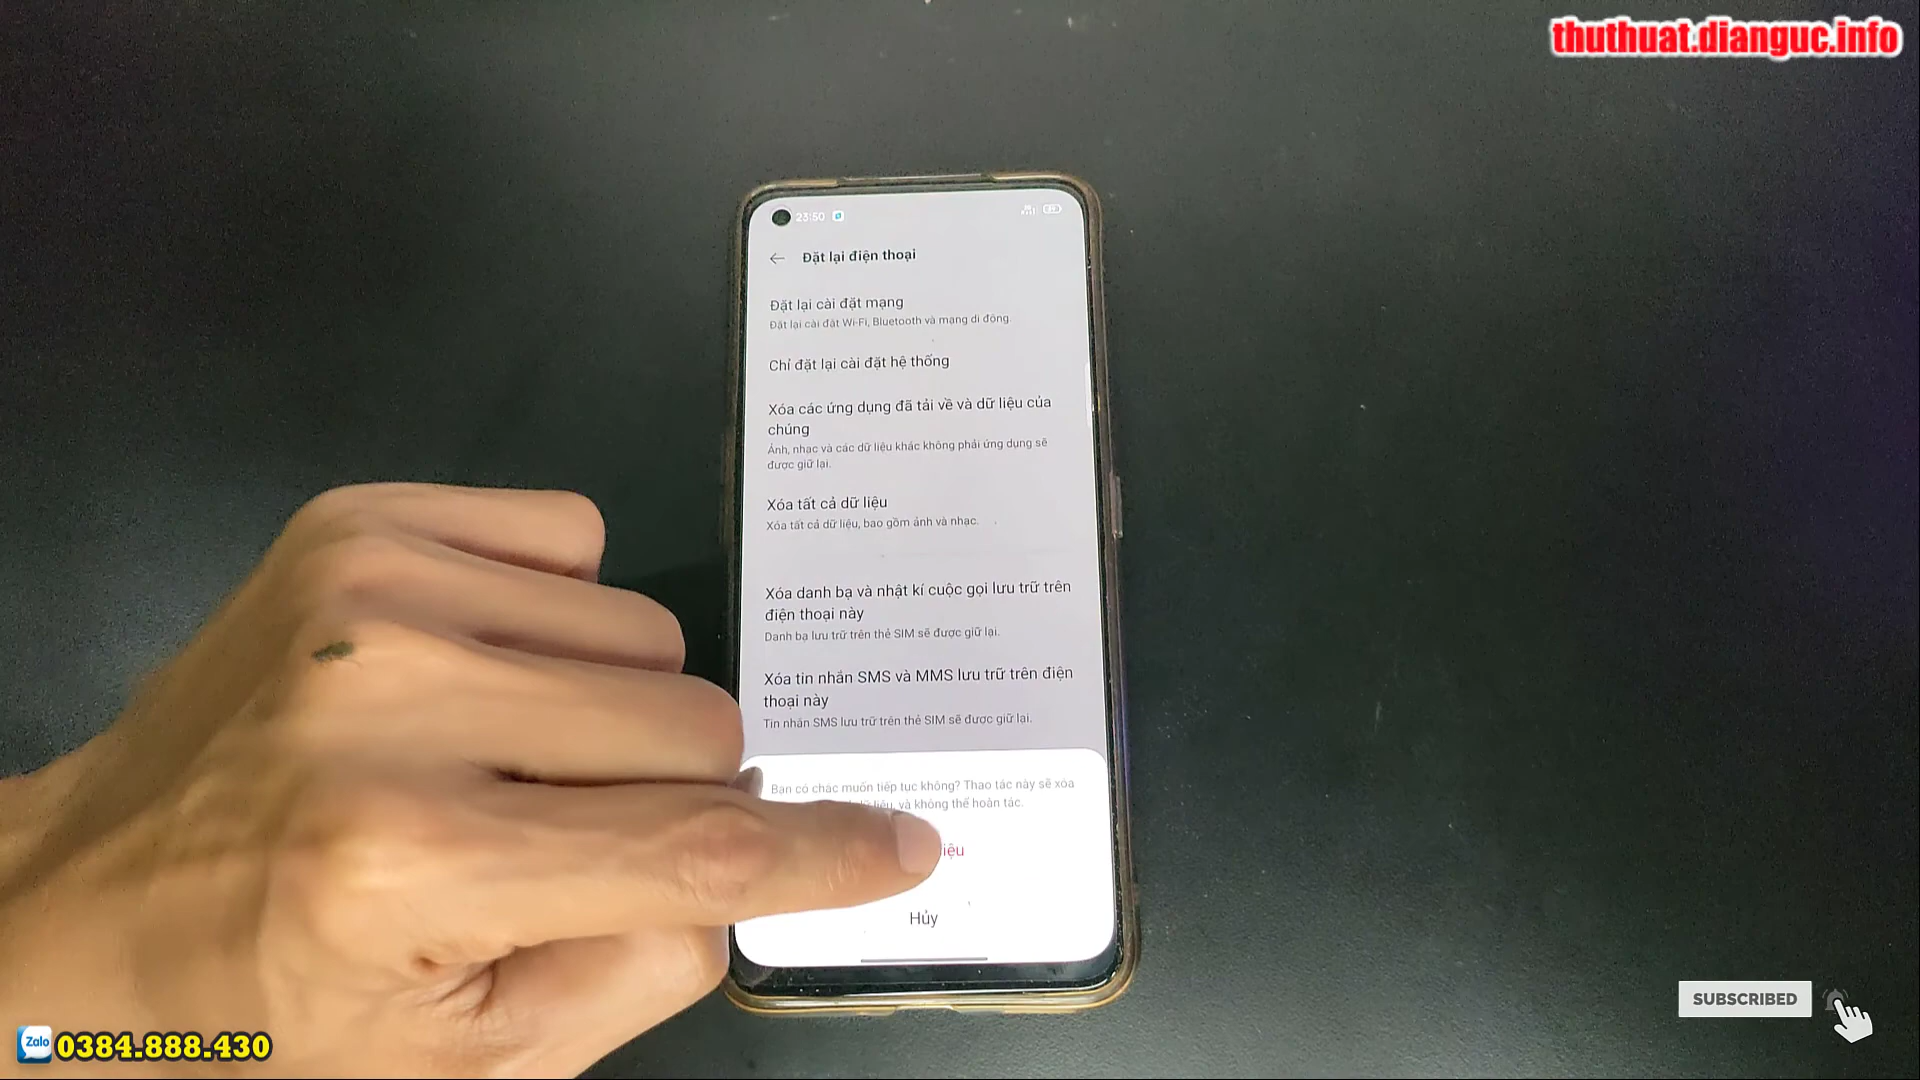 thuthuat.dianguc.info
23:50
Đặt lại điện thoại
Đặt lại cài đặt mạng
Đặt lại cài đặt Wi-Fi, Bluetooth và mạng di động.
Chỉ đặt lại cài đặt hệ thống
Xóa các ứng dụng đã tải về và dữ liệu của
chúng
Ảnh, nhạc và các dữ liệu khác không phải ứng dụng sẽ
được giữ lại.
Xóa tất cả dữ liệu
Xóa tất cả dữ liệu, bao gồm ảnh và nhạc.
Xóa danh bạ và nhật kí cuộc gọi lưu trữ trên
điện thoại này
Danh bạ lưu trữ trên thẻ SIM sẽ được giữ lại.
Xóa tin nhắn SMS và MMS lưu trữ trên điện
thoại này
Tin nhắn SMS lưu trữ trên thẻ SIM sẽ được giữ lại.
Bạn có chắc muốn tiếp tục không? Thao tác này sẽ xóa
liệu, và không thể hoàn tác.
iệu
Hủy
SUBSCRIBED
Zalo 0384.888.430